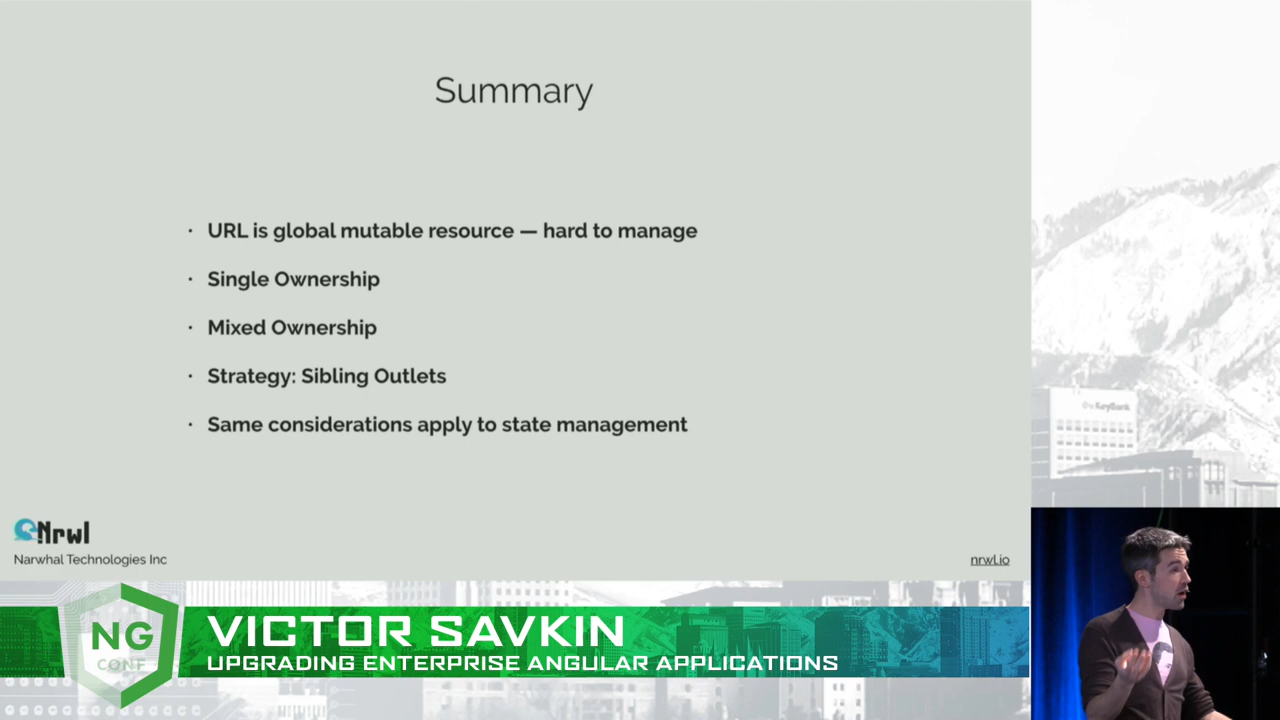 Summary
· URL is global mutable resource — hard to manage
· Single Ownership
· Mixed Ownership
· Strategy: Sibling Outlets
· Same considerations apply to state management
Nrwl
Narwhal Technologies Inc
nrwl.io
KeyBank
NG
CONF
VICTOR SAVKIN
UPGRADING ENTERPRISE ANGULAR APPLICATIONS